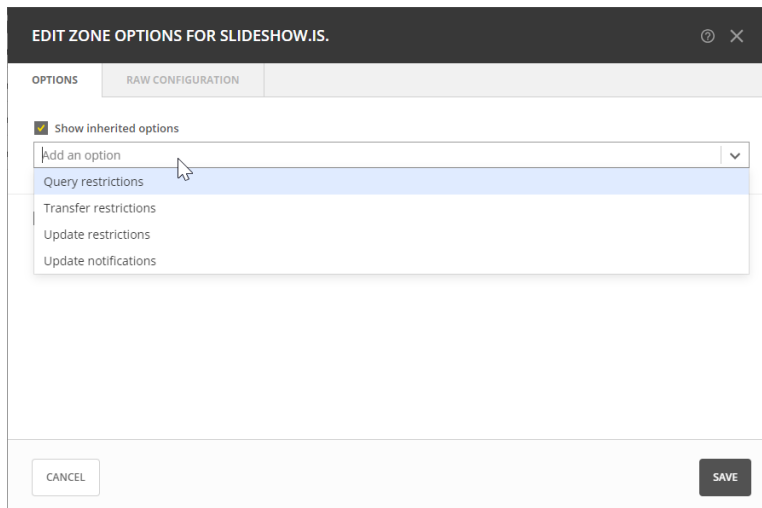 EDIT ZONE OPTIONS FOR SLIDESHOW.IS.
OPTIONS RAW CONFIGURATION
Show inherited options
Add an option
Query restrictions
Transfer restrictions
Update restrictions
Update notifications
CANCEL SAVE